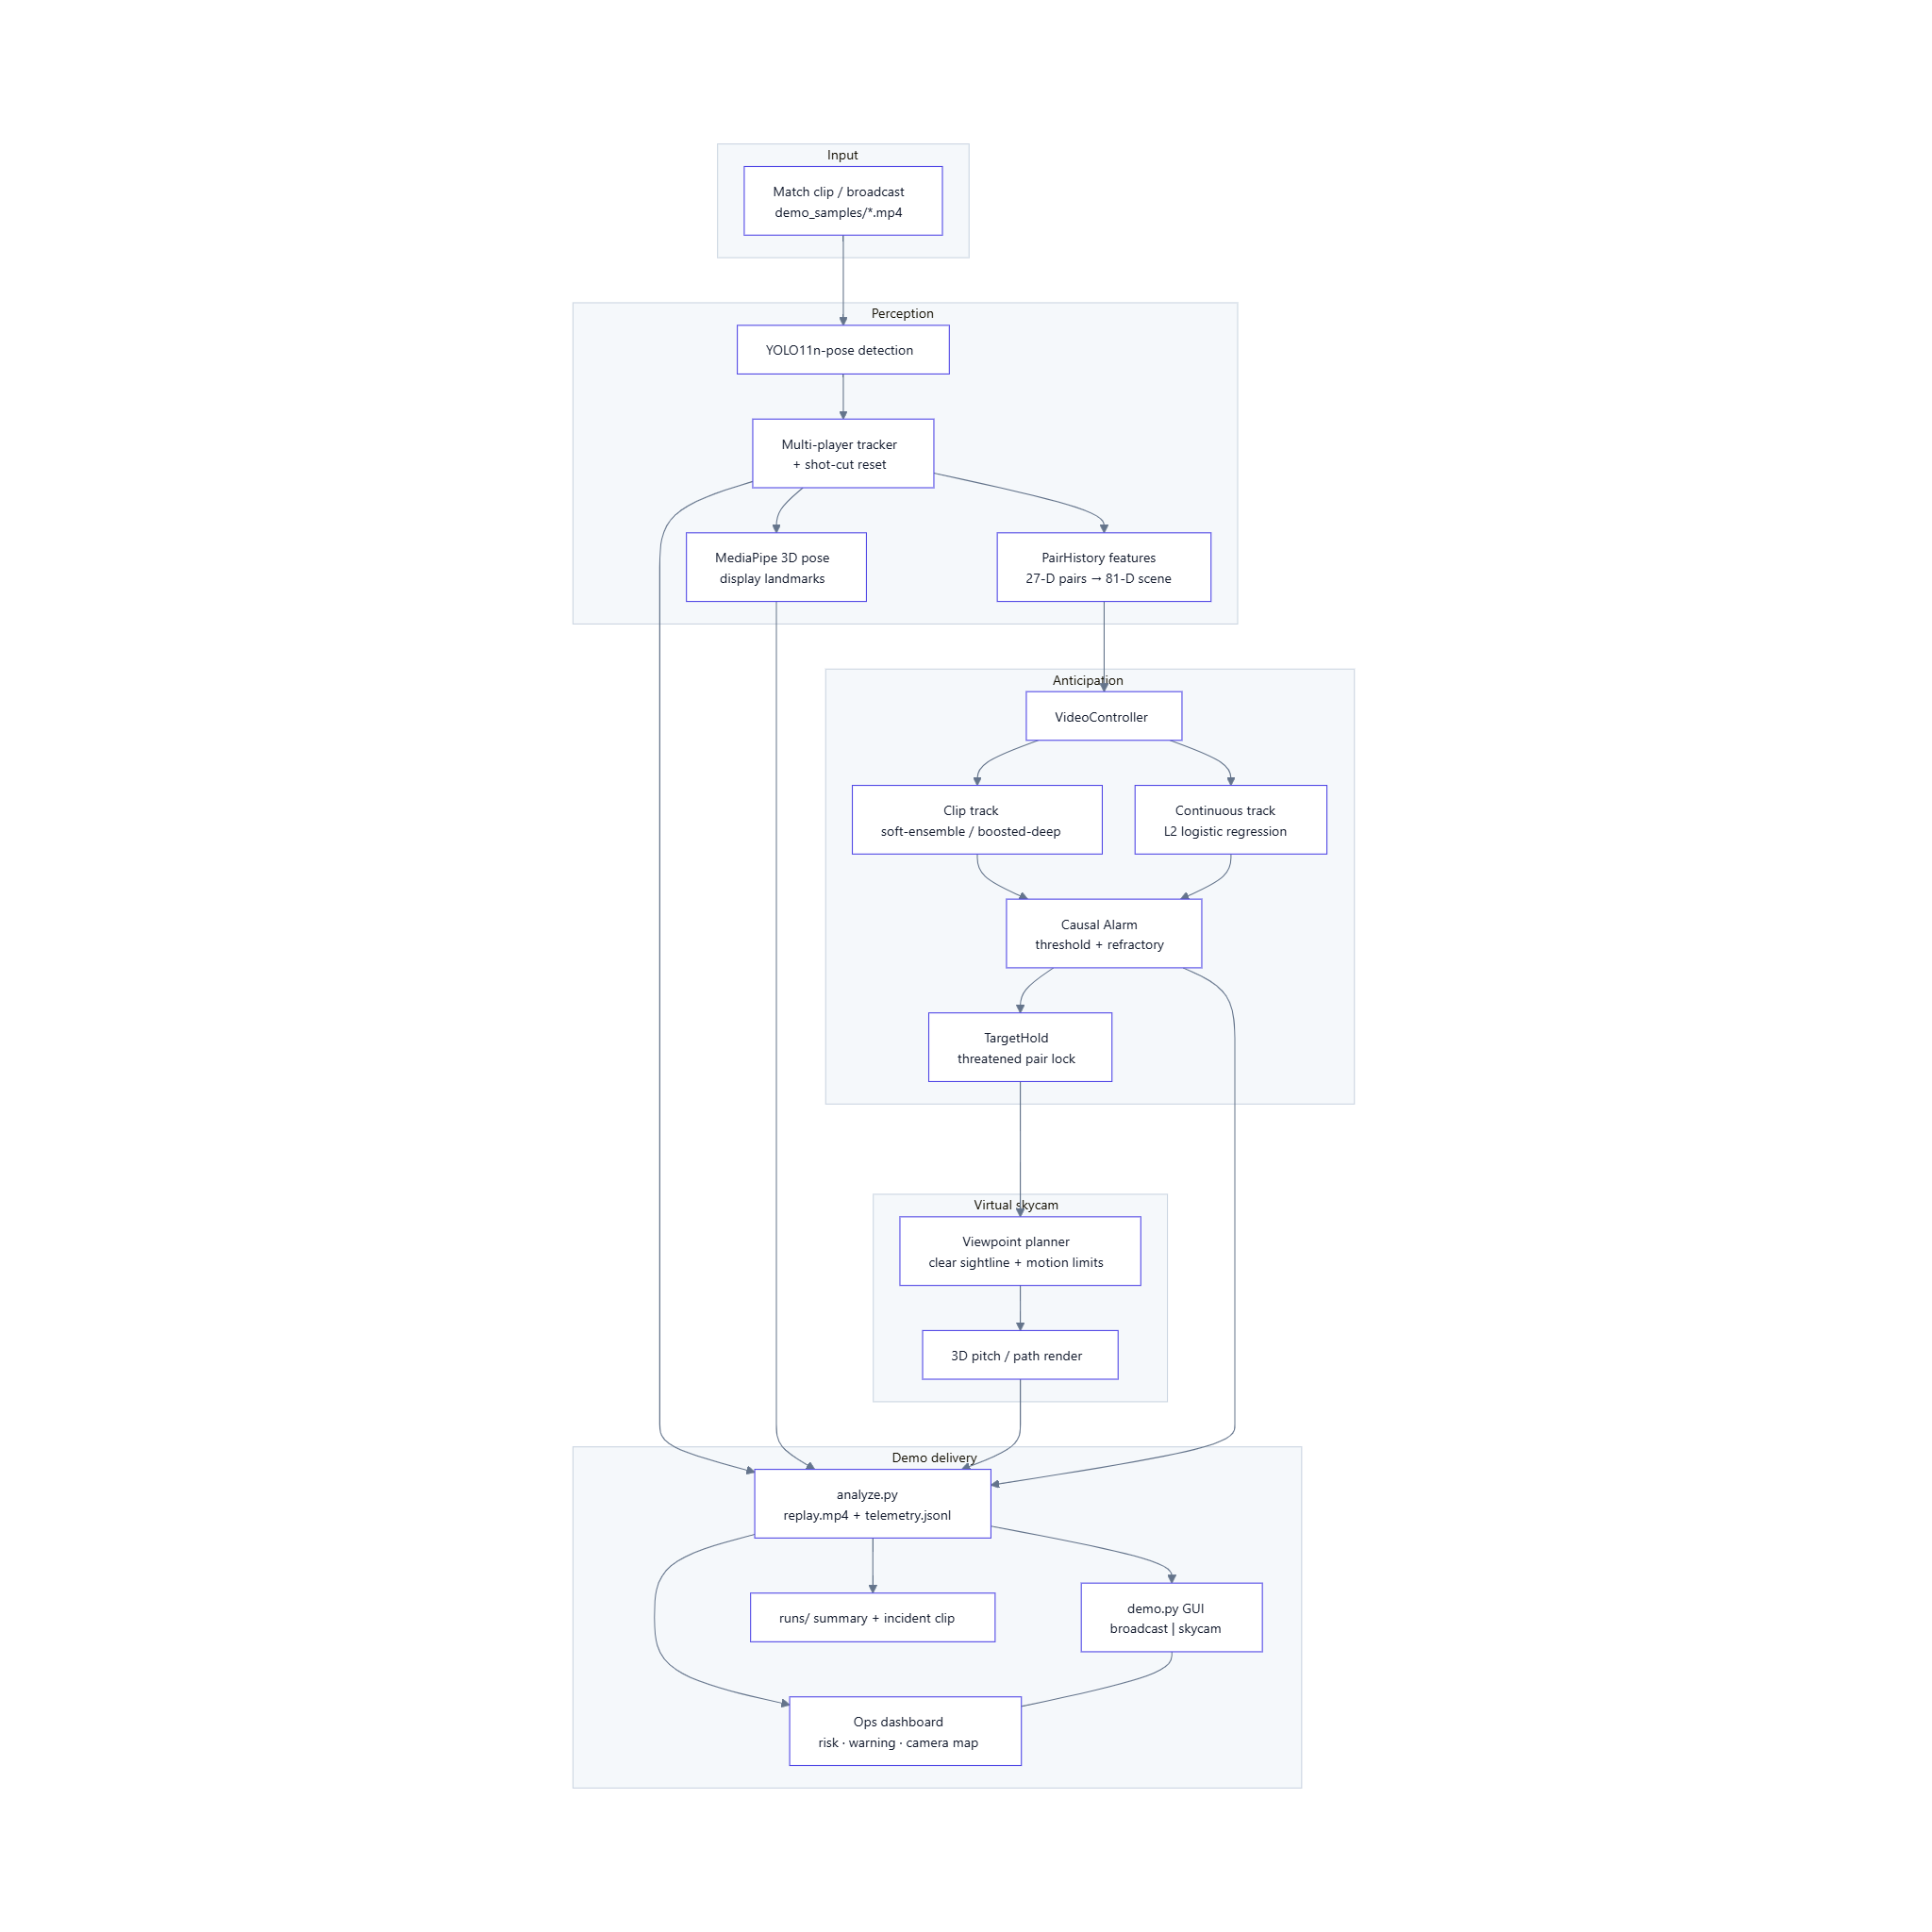 Input
Match clip / broadcast
demo_samples/*.mp4
Perception
YOLO11n-pose detection
Multi-player tracker
+ shot-cut reset
MediaPipe 3D pose
display landmarks
PairHistory features
27-D pairs → 81-D scene
Anticipation
VideoController
Clip track
soft-ensemble / boosted-deep
Continuous track
L2 logistic regression
Causal Alarm
threshold + refractory
TargetHold
threatened pair lock
Virtual skycam
Viewpoint planner
clear sightline + motion limits
3D pitch / path render
Demo delivery
analyze.py
replay.mp4 + telemetry.jsonl
runs/ summary + incident clip
demo.py GUI
broadcast | skycam
Ops dashboard
risk · warning · camera map